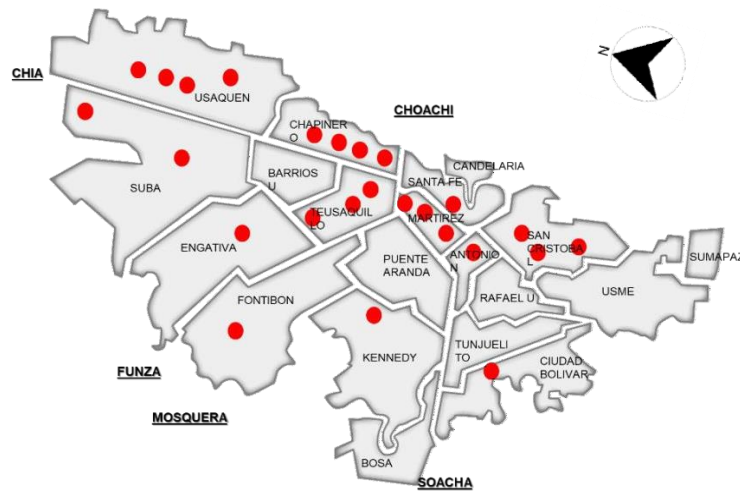 N
CHIA
USAQUEN
CHOACHI
CHAPINER
O
CANDELARIA
BARRIOS
U
SANTA FE
SUBA
TEUSAQUIL
LO
MARTIREZ
ENGATIVA
SAN
CRISTOBA
L
PUENTE
ARANDA
ANTONIO
N
SUMAPAZ
FONTIBON
RAFAEL U
USME
KENNEDY
TUNJUELI
TO
CIUDAD
BOLIVAR
FUNZA
MOSQUERA
BOSA
SOACHA